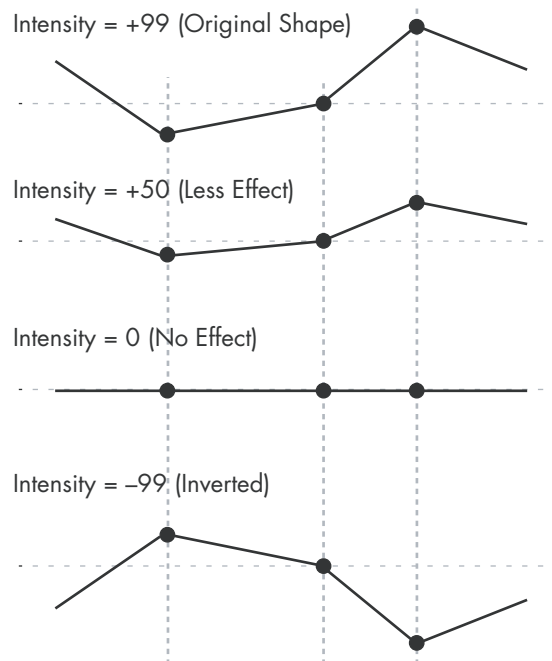 Intensity = +99 (Original Shape)
Intensity = +50 (Less Effect)
Intensity = 0 (No Effect)
Intensity = –99 (Inverted)